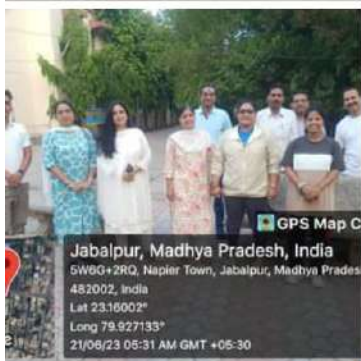 GPS Map C
Jabalpur, Madhya Pradesh, India
5W6G+2RQ, Napier Town, Jabalpur, Madhya Prades
482002, India
Lat 23.16002°
Long 79.927133°
21/06/23 05:31 AM GMT +05:30